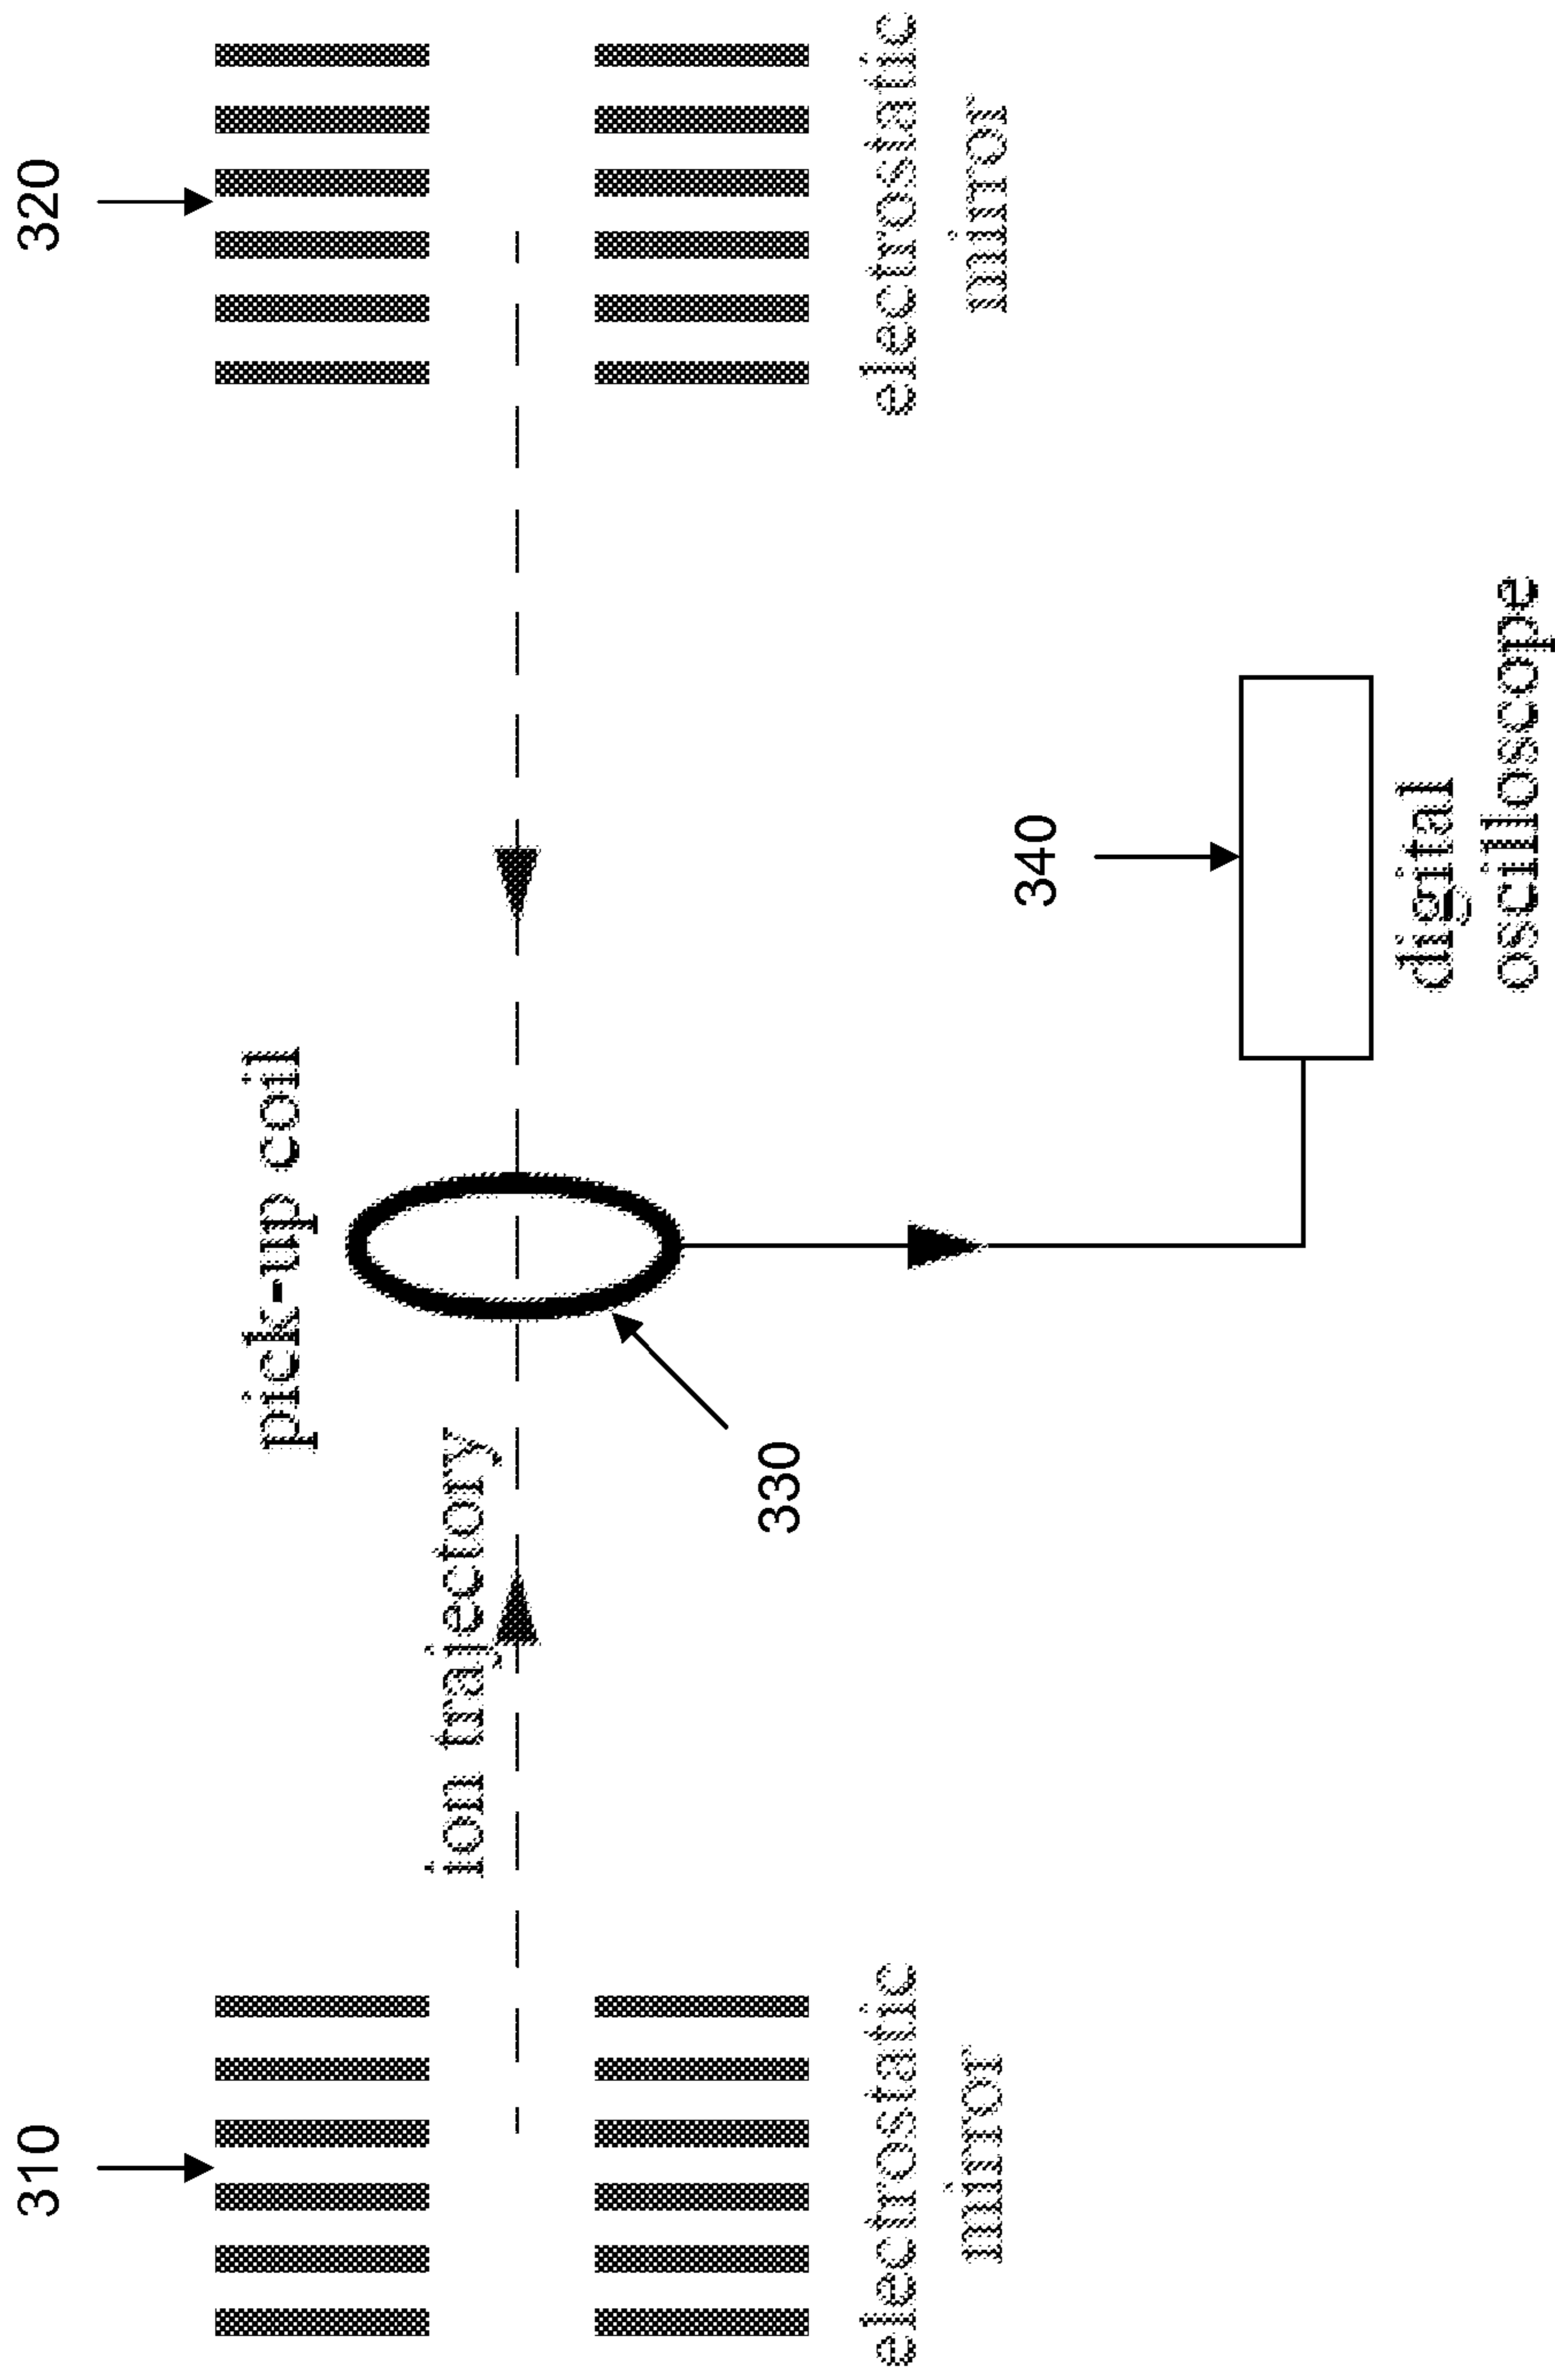 310
320
pick-up coil
ion trajectory
330
electrostatic
mirror
electrostatic
mirror
340
digital
oscilloscope